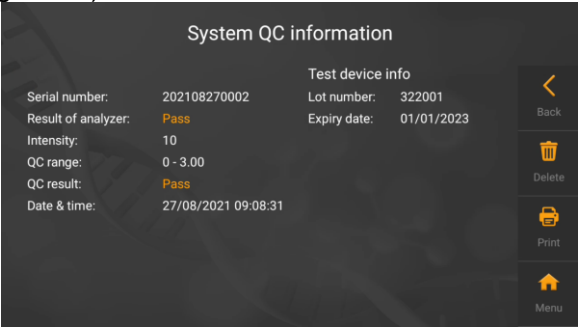 System QC information
Test device info
Serial number: 202108270002 Lot number: 322001
Result of analyzer: Pass Expiry date: 01/01/2023
Intensity: 10
QC range: 0 - 3.00
QC result: Pass
Date & time: 27/08/2021 09:08:31
Back
Delete
Print
Menu